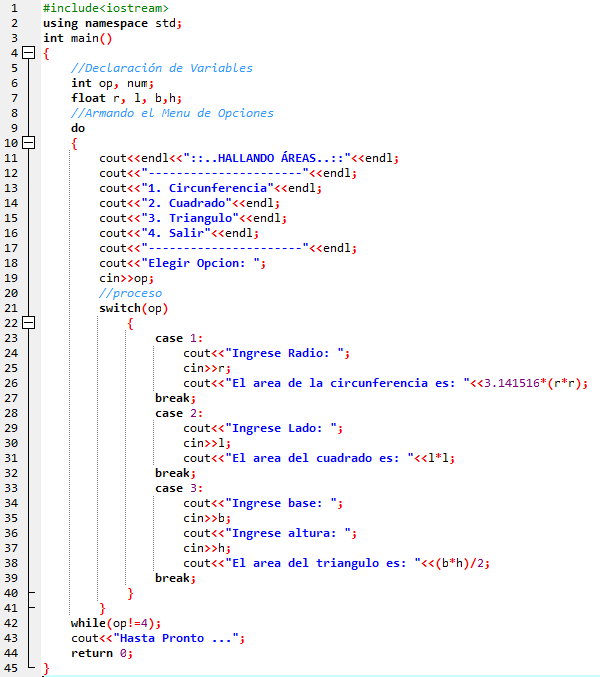 1 #include<iostream>
2 using namespace std;
3 int main()
4 {
5 //Declaración de Variables
6 int op, num;
7 float r, l, b,h;
8 //Armando el Menu de Opciones
9 do
10 {
11 cout<<endl<<"::..HALLANDO ÁREAS..::"<<endl;
12 cout<<"----------------------"<<endl;
13 cout<<"1. Circunferencia"<<endl;
14 cout<<"2. Cuadrado"<<endl;
15 cout<<"3. Triangulo"<<endl;
16 cout<<"4. Salir"<<endl;
17 cout<<"----------------------"<<endl;
18 cout<<"Elegir Opcion: ";
19 cin>>op;
20 //proceso
21 switch(op)
22 {
23 case 1:
24 cout<<"Ingrese Radio: ";
25 cin>>r;
26 cout<<"El area de la circunferencia es: "<<3.141516*(r*r);
27 break;
28 case 2:
29 cout<<"Ingrese Lado: ";
30 cin>>l;
31 cout<<"El area del cuadrado es: "<<l*l;
32 break;
33 case 3:
34 cout<<"Ingrese base: ";
35 cin>>b;
36 cout<<"Ingrese altura: ";
37 cin>>h;
38 cout<<"El area del triangulo es: "<<(b*h)/2;
39 break;
40 }
41 }
42 while(op!=4);
43 cout<<"Hasta Pronto ...";
44 return 0;
45 }